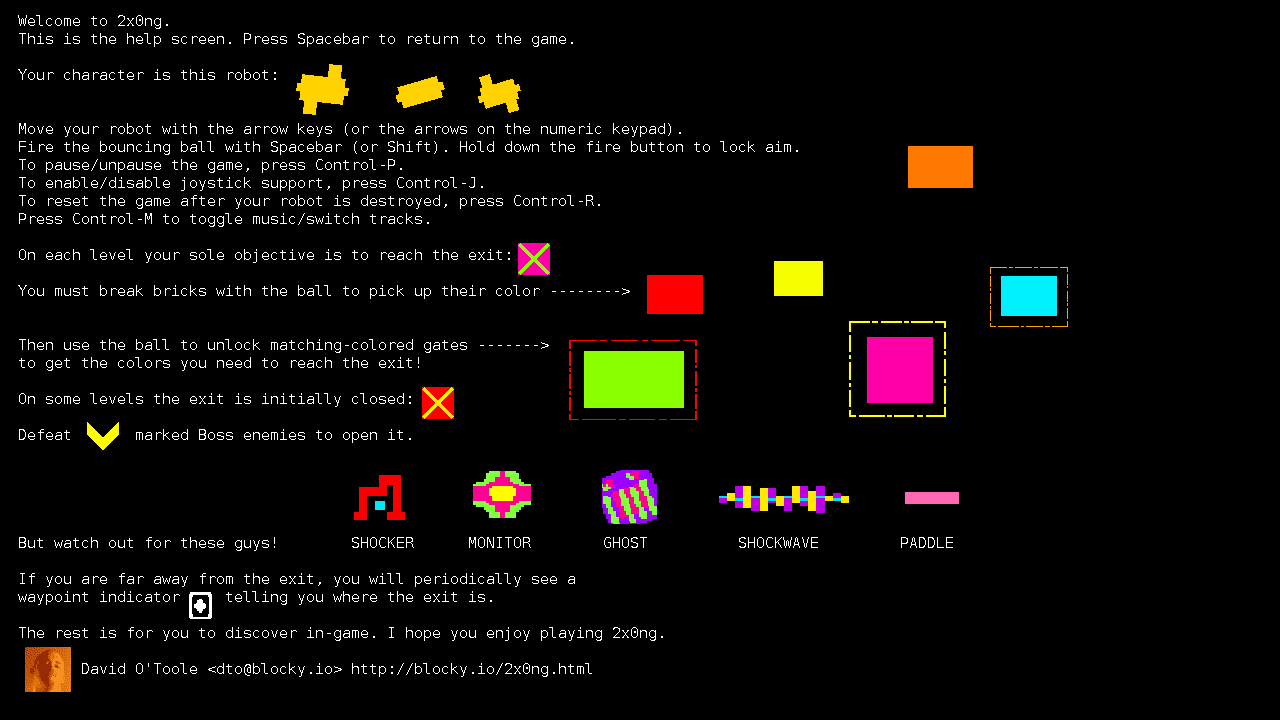 Welcome to 2x0ng.
This is the help screen. Press Spacebar to return to the game.
Your character is this robot:
Move your robot with the arrow keys (or the arrows on the numeric keypad).
Fire the bouncing ball with Spacebar (or Shift). Hold down the fire button to lock aim.
To pause/unpause the game, press Control-P.
To enable/disable joystick support, press Control-J.
To reset the game after your robot is destroyed, press Control-R.
Press Control-M to toggle music/switch tracks.
On each level your sole objective is to reach the exit:
You must break bricks with the ball to pick up their color -------->
Then use the ball to unlock matching-colored gates ------->
to get the colors you need to reach the exit!
On some levels the exit is initially closed:
Defeat marked Boss enemies to open it.
But watch out for these guys! SHOCKER MONITOR GHOST SHOCKWAVE PADDLE
If you are far away from the exit, you will periodically see a
waypoint indicator telling you where the exit is.
The rest is for you to discover in-game. I hope you enjoy playing 2x0ng.
David O'Toole <dto@blocky.io> http://blocky.io/2x0ng.html